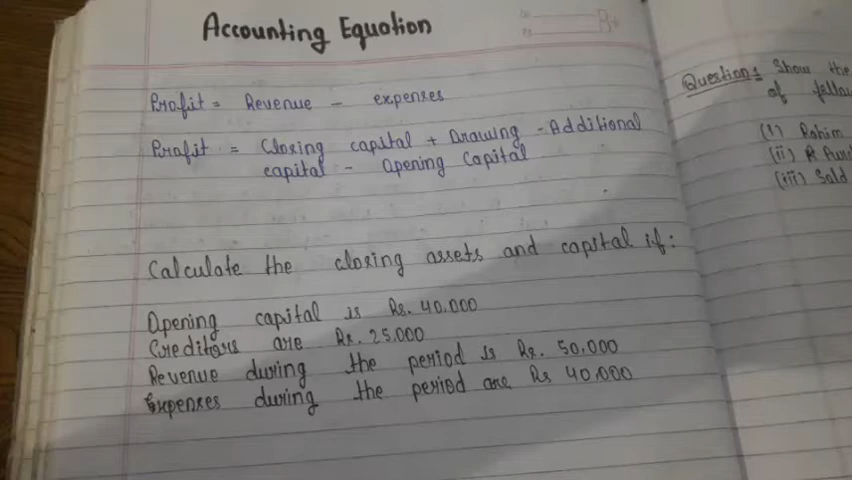 Accounting Equation
Profit = Revenue - expenses
Profit = Closing capital + Drawing - Additional
capital - Opening Capital
Calculate the closing assets and capital if:
Opening capital is Rs. 40.000
Creditors are Rs. 25.000
Revenue during the period is Rs. 50.000
Expenses during the period are Rs 40.000
Question: Show the
of follow
(i) Rohim
(ii)
(iii) Sold